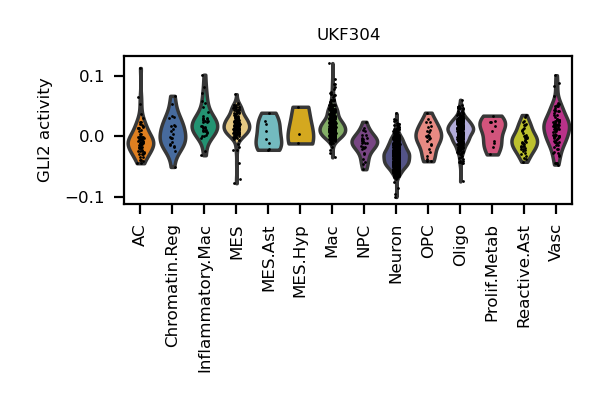 UKF304
GLI2 activity
0.1
0.0
−0.1
AC
Chromatin.Reg
Inflammatory.Mac
MES
MES.Ast
MES.Hyp
Mac
NPC
Neuron
OPC
Oligo
Prolif.Metab
Reactive.Ast
Vasc